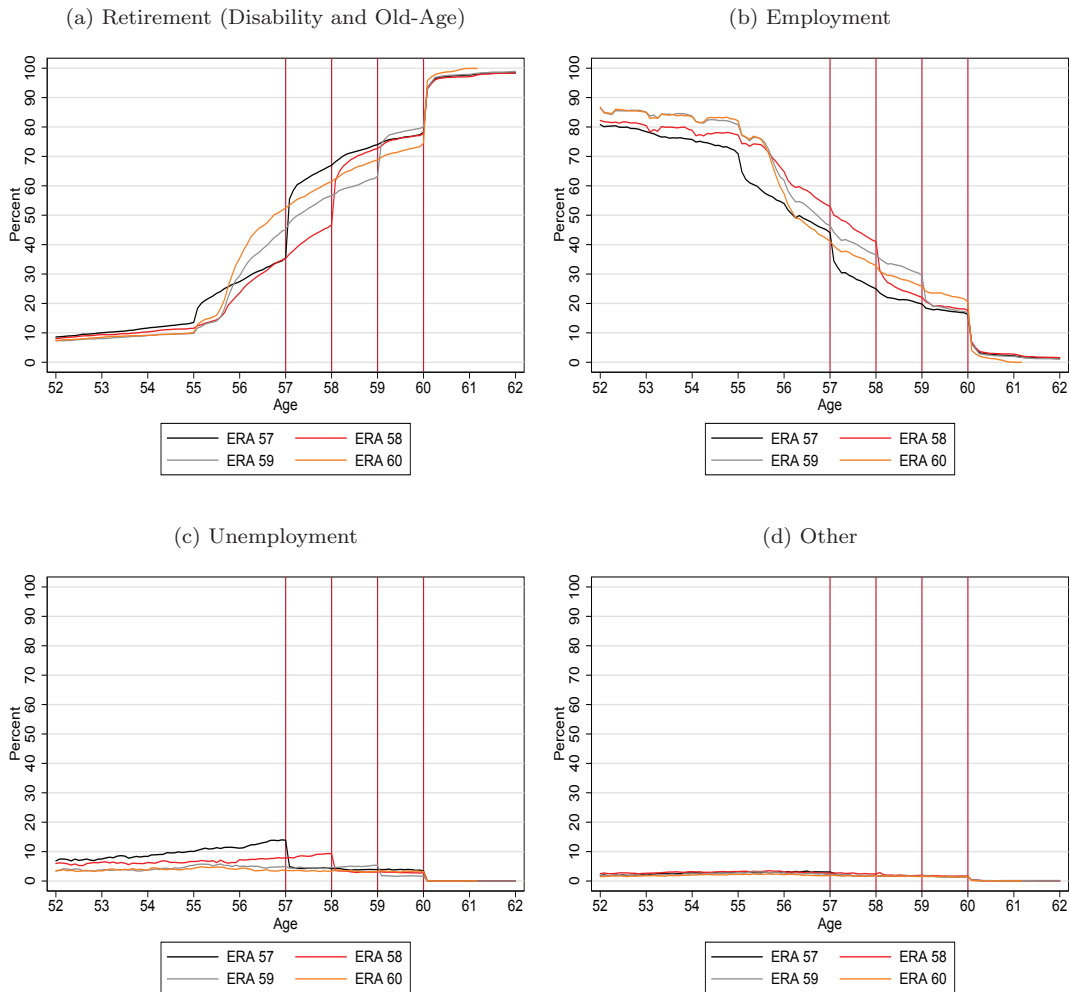 (a) Retirement (Disability and Old-Age)
Percent
0 10 20 30 40 50 60 70 80 90 100
52 53 54 55 56 57 58 59 60 61 62
Age
ERA 57 ERA 58
ERA 59 ERA 60
(b) Employment
Percent
0 10 20 30 40 50 60 70 80 90 100
52 53 54 55 56 57 58 59 60 61 62
Age
ERA 57 ERA 58
ERA 59 ERA 60
(c) Unemployment
Percent
0 10 20 30 40 50 60 70 80 90 100
52 53 54 55 56 57 58 59 60 61 62
Age
ERA 57 ERA 58
ERA 59 ERA 60
(d) Other
Percent
0 10 20 30 40 50 60 70 80 90 100
52 53 54 55 56 57 58 59 60 61 62
Age
ERA 57 ERA 58
ERA 59 ERA 60